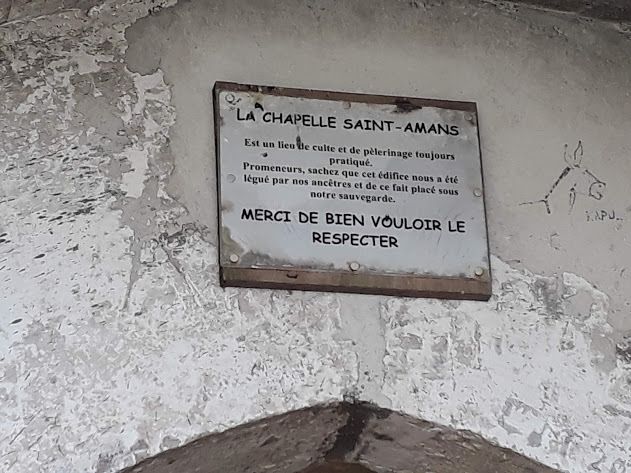 LA CHAPELLE SAINT-AMANS
Est un lieu de culte et de pèlerinage toujours
pratiqué.
Promeneurs, sachez que cet édifice nous a été
légué par nos ancêtres et de ce fait placé sous
notre sauvegarde.
MERCI DE BIEN VOULOIR LE
RESPECTER